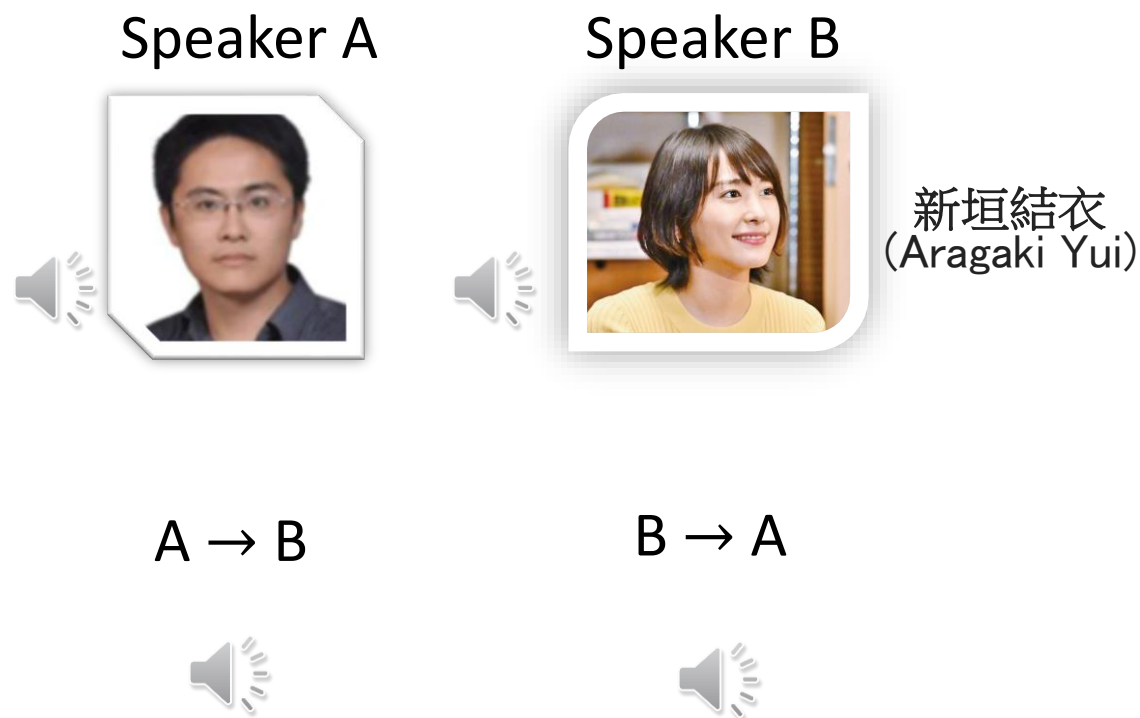 Speaker A
Speaker B
新垣結衣
(Aragaki Yui)
A → B
B → A